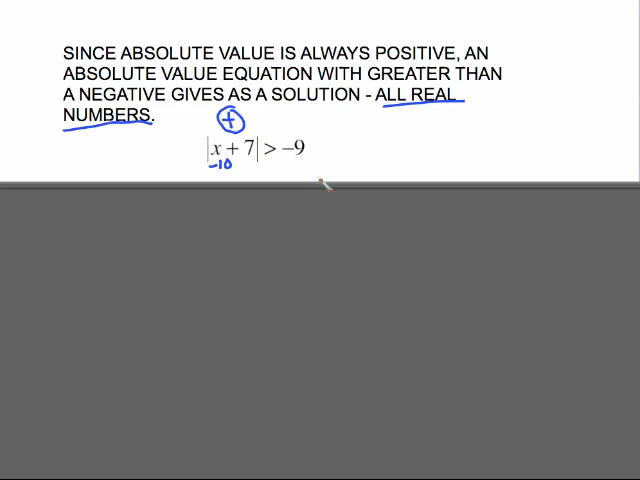 SINCE ABSOLUTE VALUE IS ALWAYS POSITIVE, AN
ABSOLUTE VALUE EQUATION WITH GREATER THAN
A NEGATIVE GIVES AS A SOLUTION - ALL REAL
NUMBERS.
+
|x + 7| > –9
–10